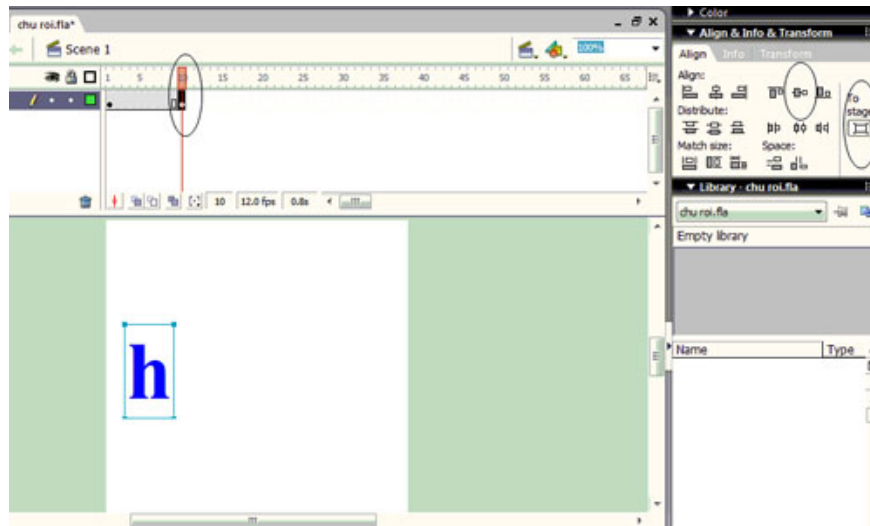 chu roi.fla*
Scene 1
100%
1 5 10 15 20 25 30 35 40 45 50 55 60 65
10 12.0 fps 0.8s
h
Color
Align & Info & Transform
Align Info Transform
Align:
To stage:
Distribute:
Match size: Space:
Library - chu roi.fla
chu roi.fla
Empty library
Name Type